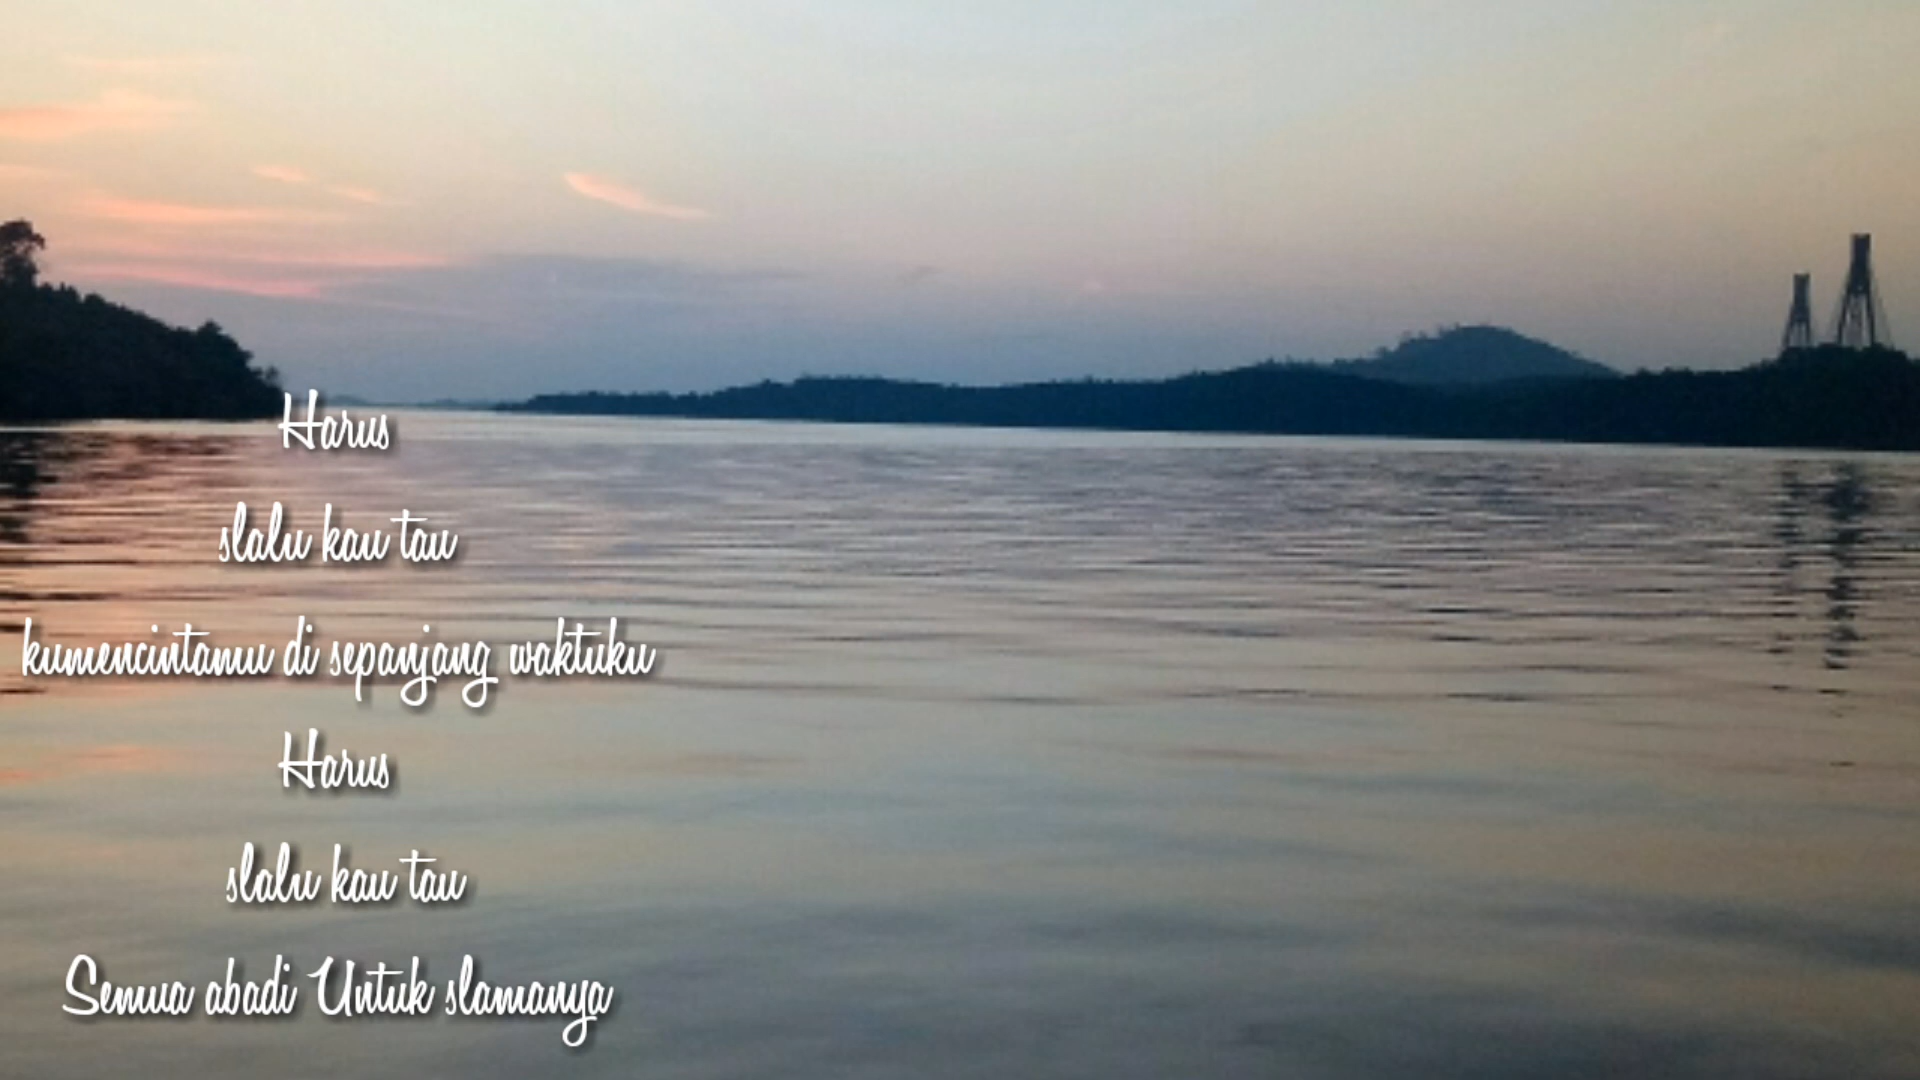 Harus
slalu kau tau
kumencintamu di sepanjang waktuku
Harus
slalu kau tau
Semua abadi Untuk slamanya